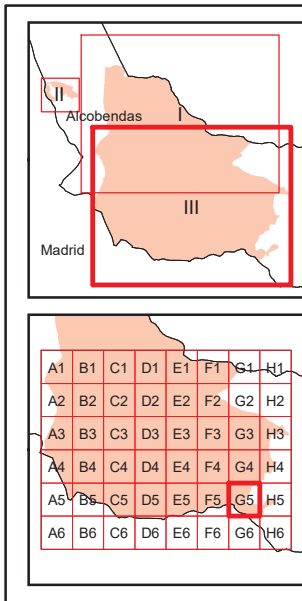 II
Alcobendas
I
III
Madrid
A1 B1 C1 D1 E1 F1 G1 H1
A2 B2 C2 D2 E2 F2 G2 H2
A3 B3 C3 D3 E3 F3 G3 H3
A4 B4 C4 D4 E4 F4 G4 H4
A5 B5 C5 D5 E5 F5 G5 H5
A6 B6 C6 D6 E6 F6 G6 H6